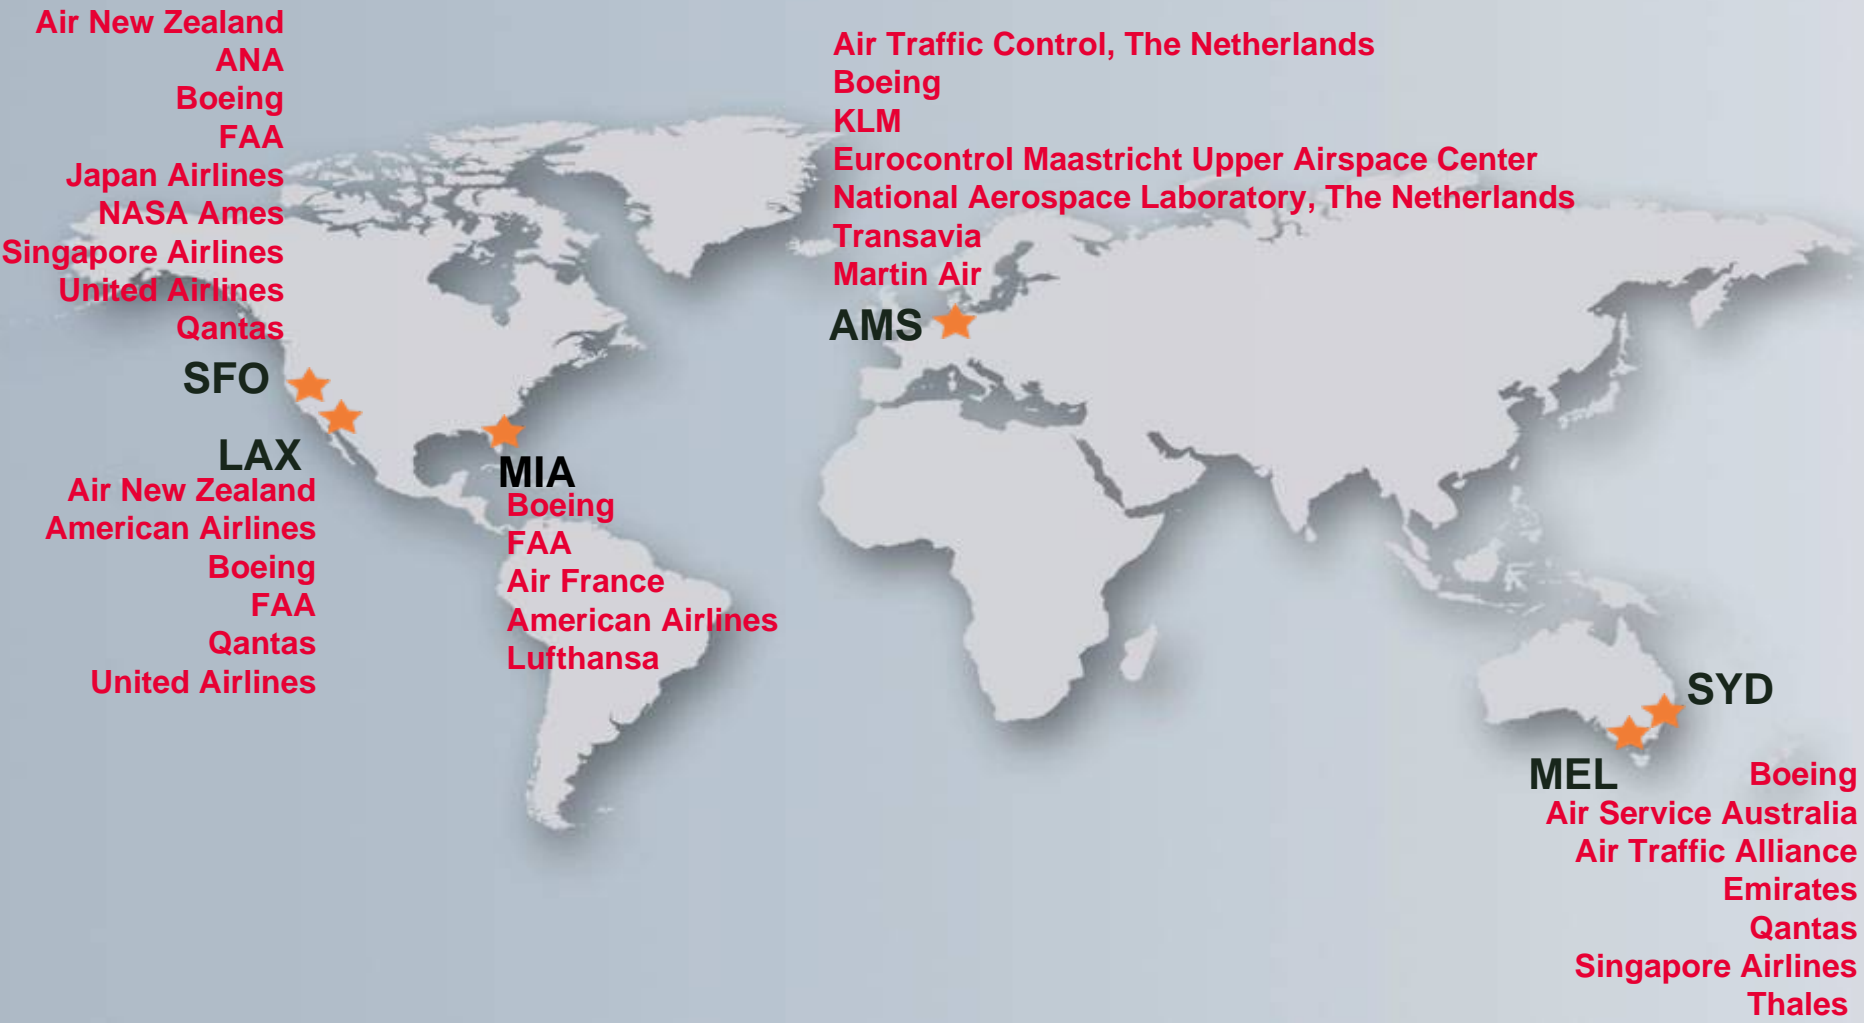 Air New Zealand
ANA
Boeing
FAA
Japan Airlines
NASA Ames
Singapore Airlines
United Airlines
Qantas
SFO
LAX
Air New Zealand
American Airlines
Boeing
FAA
Qantas
United Airlines
MIA
Boeing
FAA
Air France
American Airlines
Lufthansa
Air Traffic Control, The Netherlands
Boeing
KLM
Eurocontrol Maastricht Upper Airspace Center
National Aerospace Laboratory, The Netherlands
Transavia
Martin Air
AMS
SYD
MEL
Boeing
Air Service Australia
Air Traffic Alliance
Emirates
Qantas
Singapore Airlines
Thales